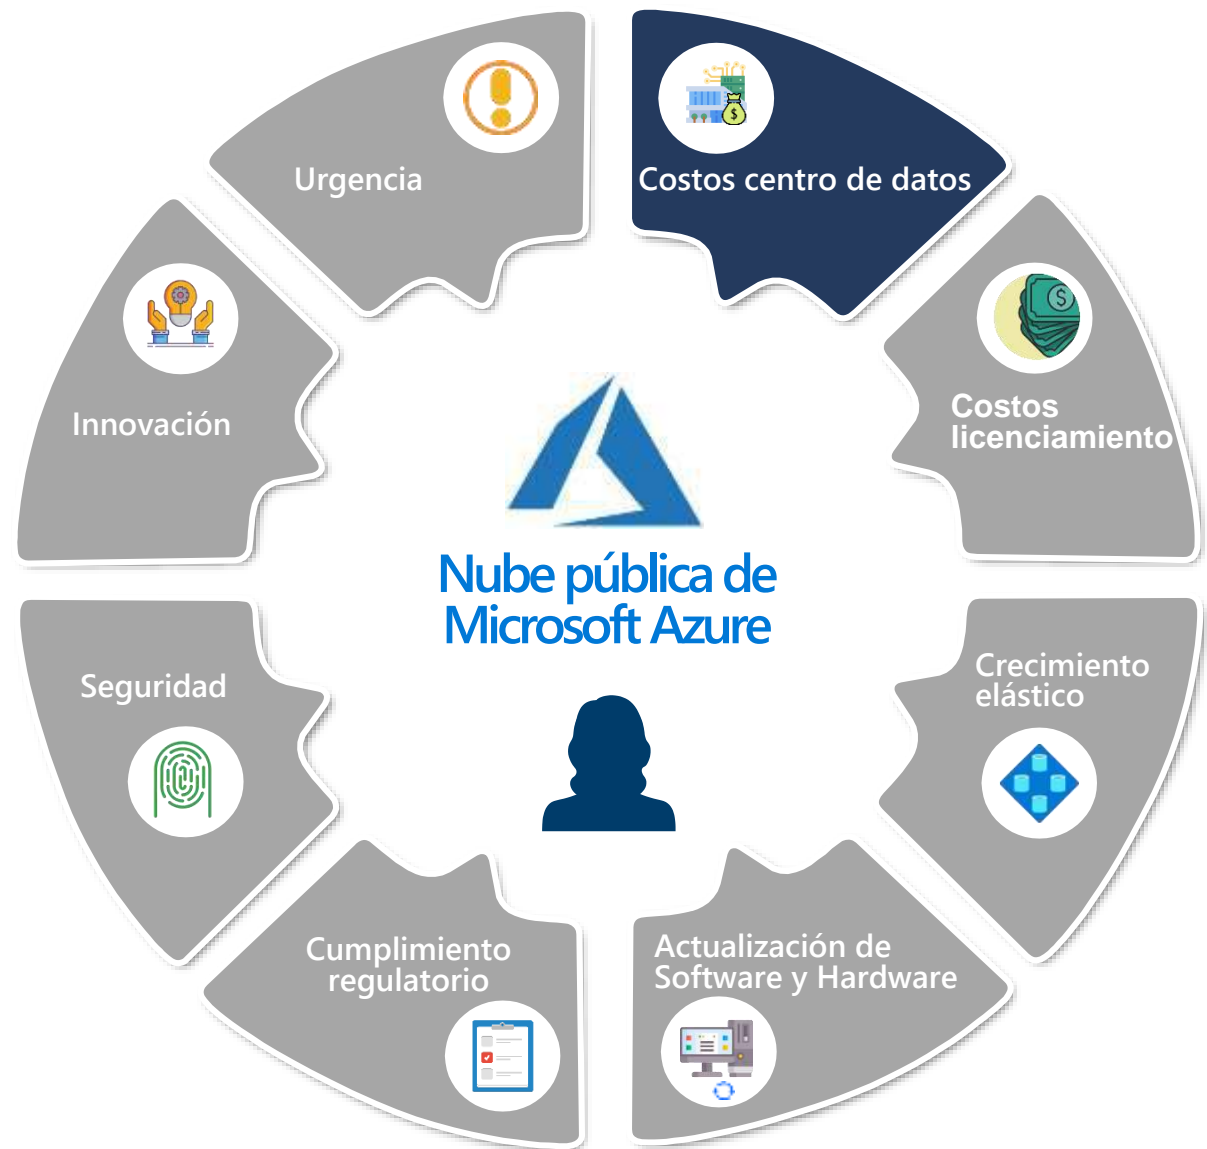 Urgencia
Costos centro de datos
Innovación
Costos
licenciamiento
Nube pública de
Microsoft Azure
Seguridad
Crecimiento
elástico
Cumplimiento
regulatorio
Actualización de
Software y Hardware